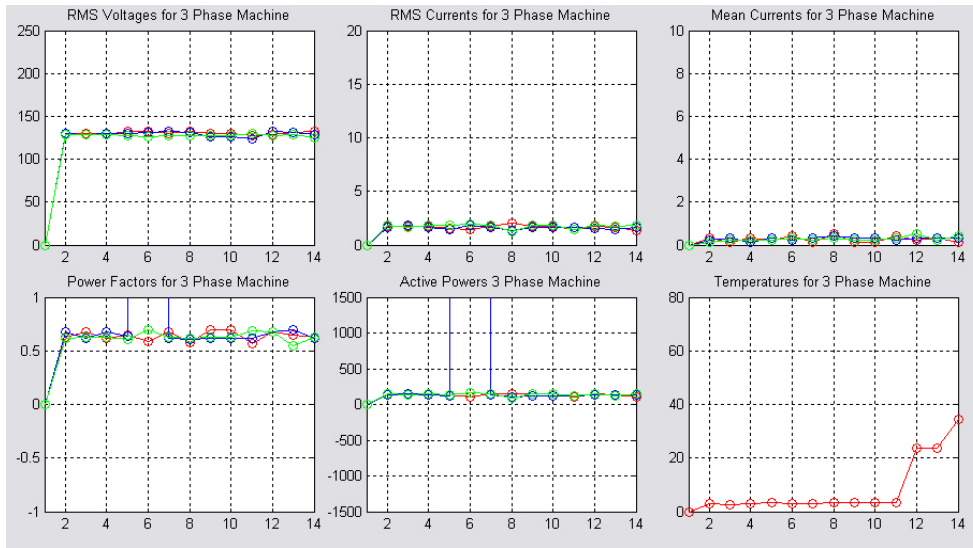 RMS Voltages for 3 Phase Machine
250
200
150
100
50
0
2 4 6 8 10 12 14
RMS Currents for 3 Phase Machine
20
15
10
5
0
2 4 6 8 10 12 14
Mean Currents for 3 Phase Machine
10
8
6
4
2
0
2 4 6 8 10 12 14
Power Factors for 3 Phase Machine
1
0.5
0
-0.5
-1
2 4 6 8 10 12 14
Active Powers 3 Phase Machine
1500
1000
500
0
-500
-1000
-1500
2 4 6 8 10 12 14
Temperatures for 3 Phase Machine
80
60
40
20
0
2 4 6 8 10 12 14